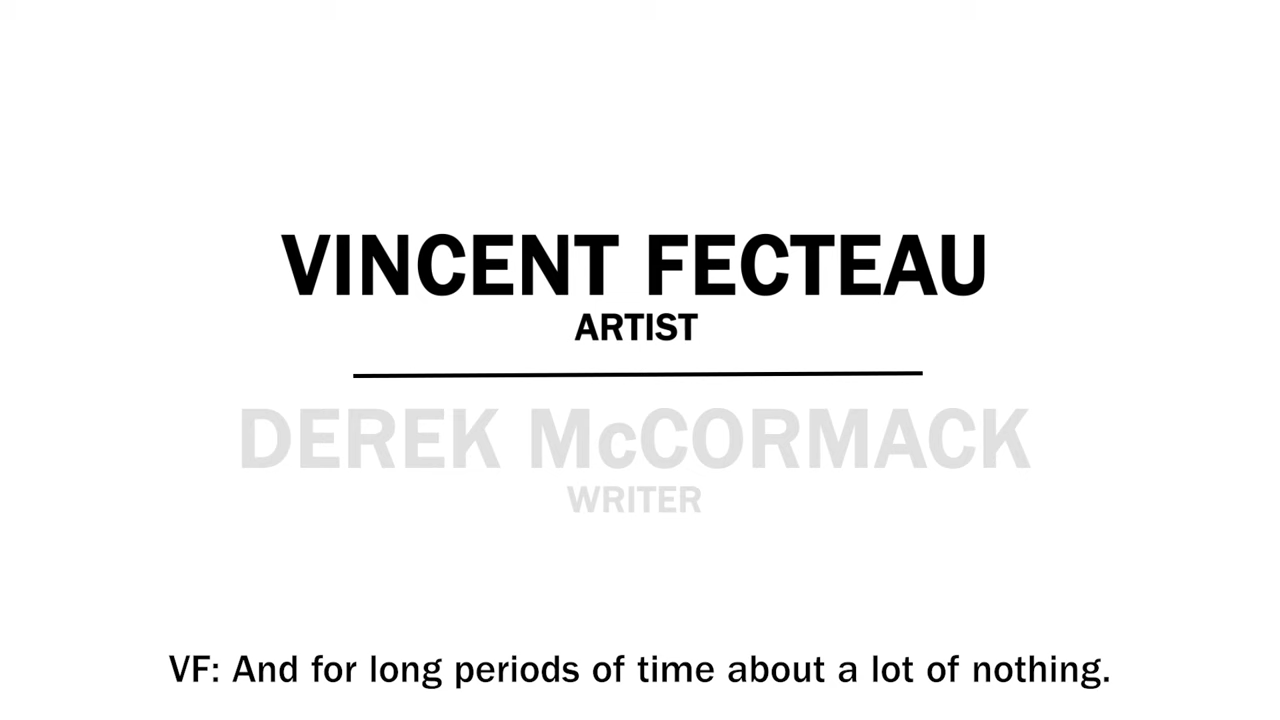 VINCENT FECTEAU
ARTIST
DEREK McCORMACK
WRITER
VF: And for long periods of time about a lot of nothing.